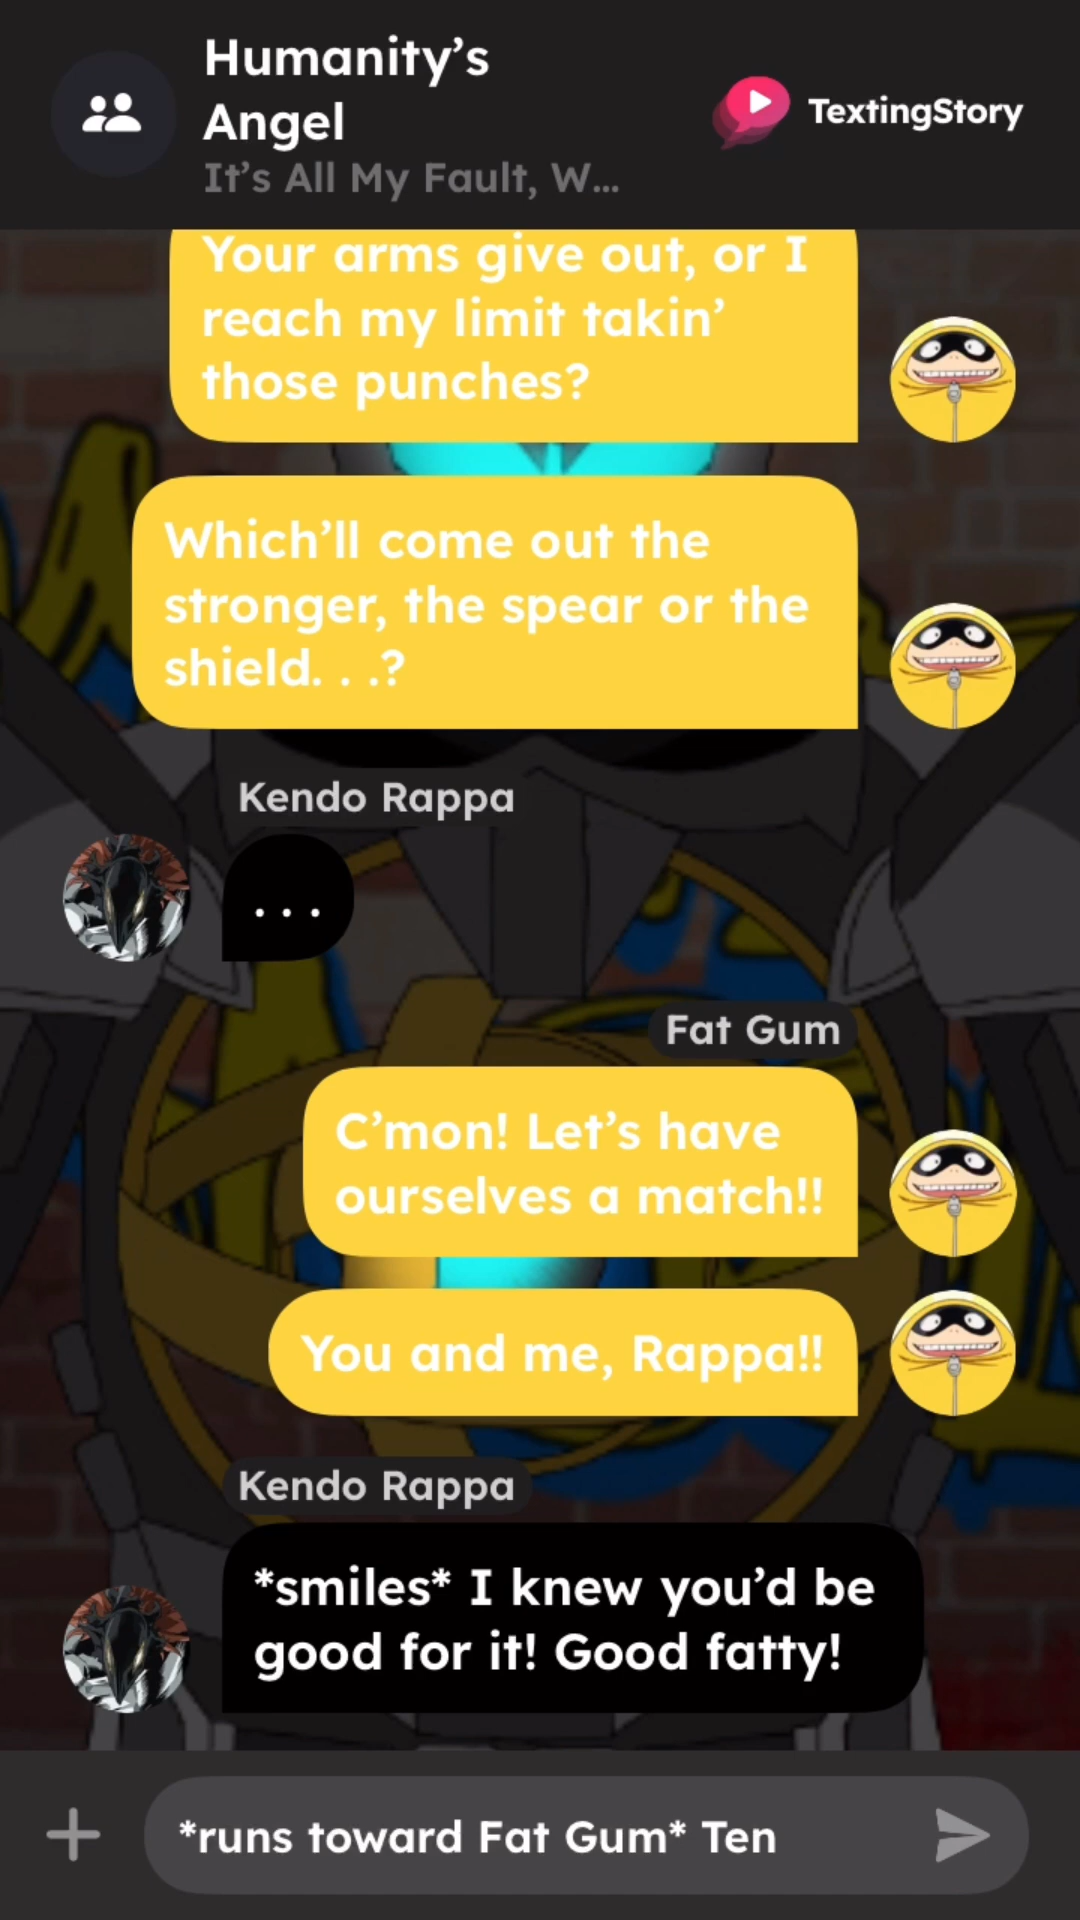 Humanity’s
Angel
It’s All My Fault, W...
TextingStory
Your arms give out, or I
reach my limit takin’
those punches?
Which’ll come out the
stronger, the spear or the
shield. . .?
Kendo Rappa
...
Fat Gum
C’mon! Let’s have
ourselves a match!!
You and me, Rappa!!
Kendo Rappa
*smiles* I knew you’d be
good for it! Good fatty!
*runs toward Fat Gum* Ten